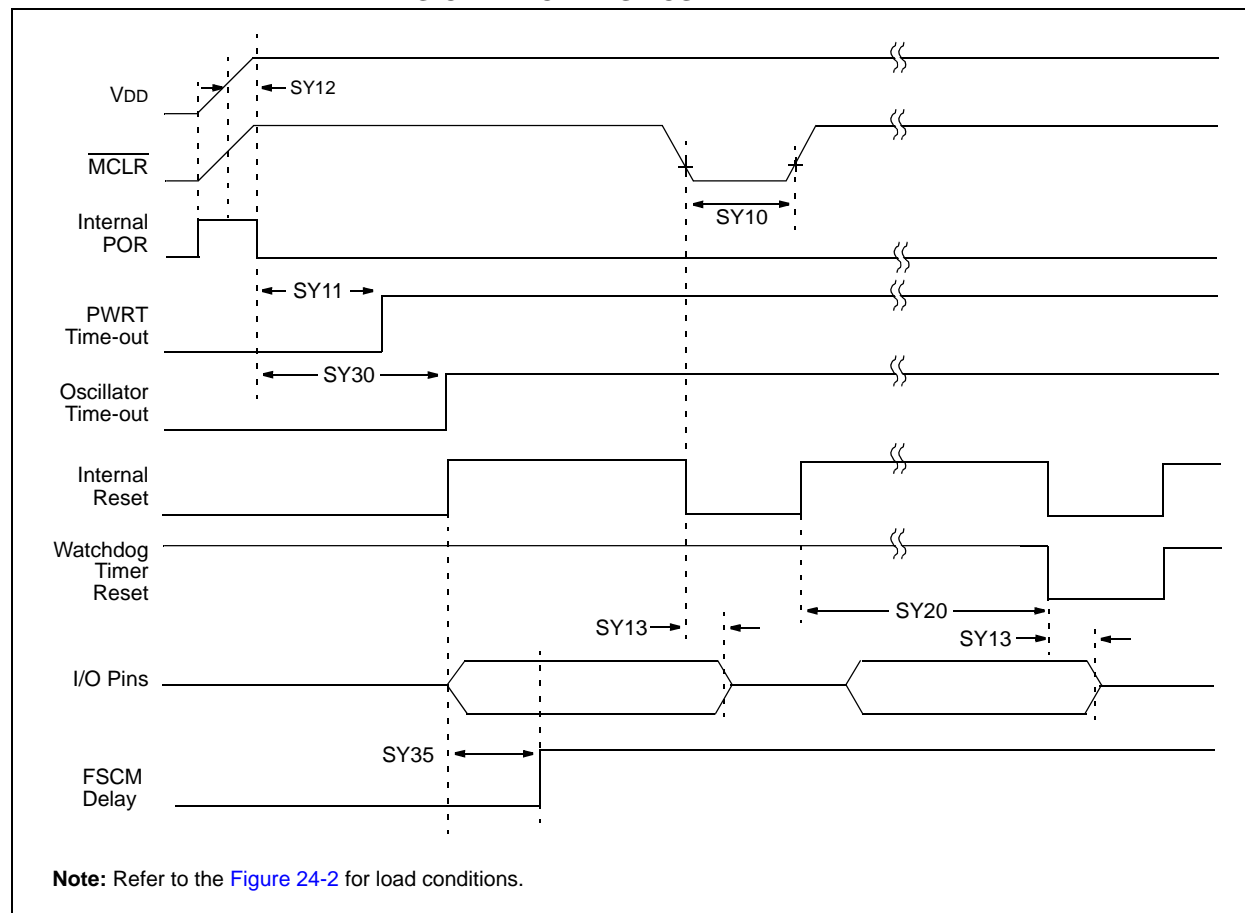 VDD
SY12
MCLR
SY10
Internal
POR
SY11
PWRT
Time-out
SY30
Oscillator
Time-out
Internal
Reset
Watchdog
Timer
Reset
SY20
SY13
SY13
I/O Pins
SY35
FSCM
Delay
Note: Refer to the Figure 24-2 for load conditions.